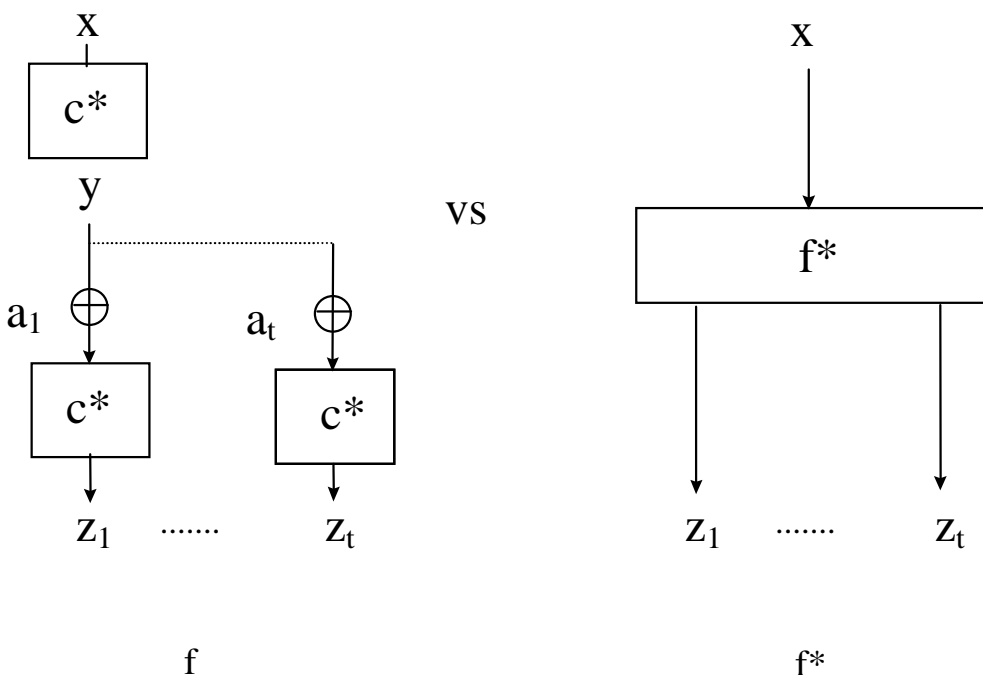 x
c*
y
a1
at
c*
c*
z1 ....... zt
f
vs
x
f*
z1 ....... zt
f*